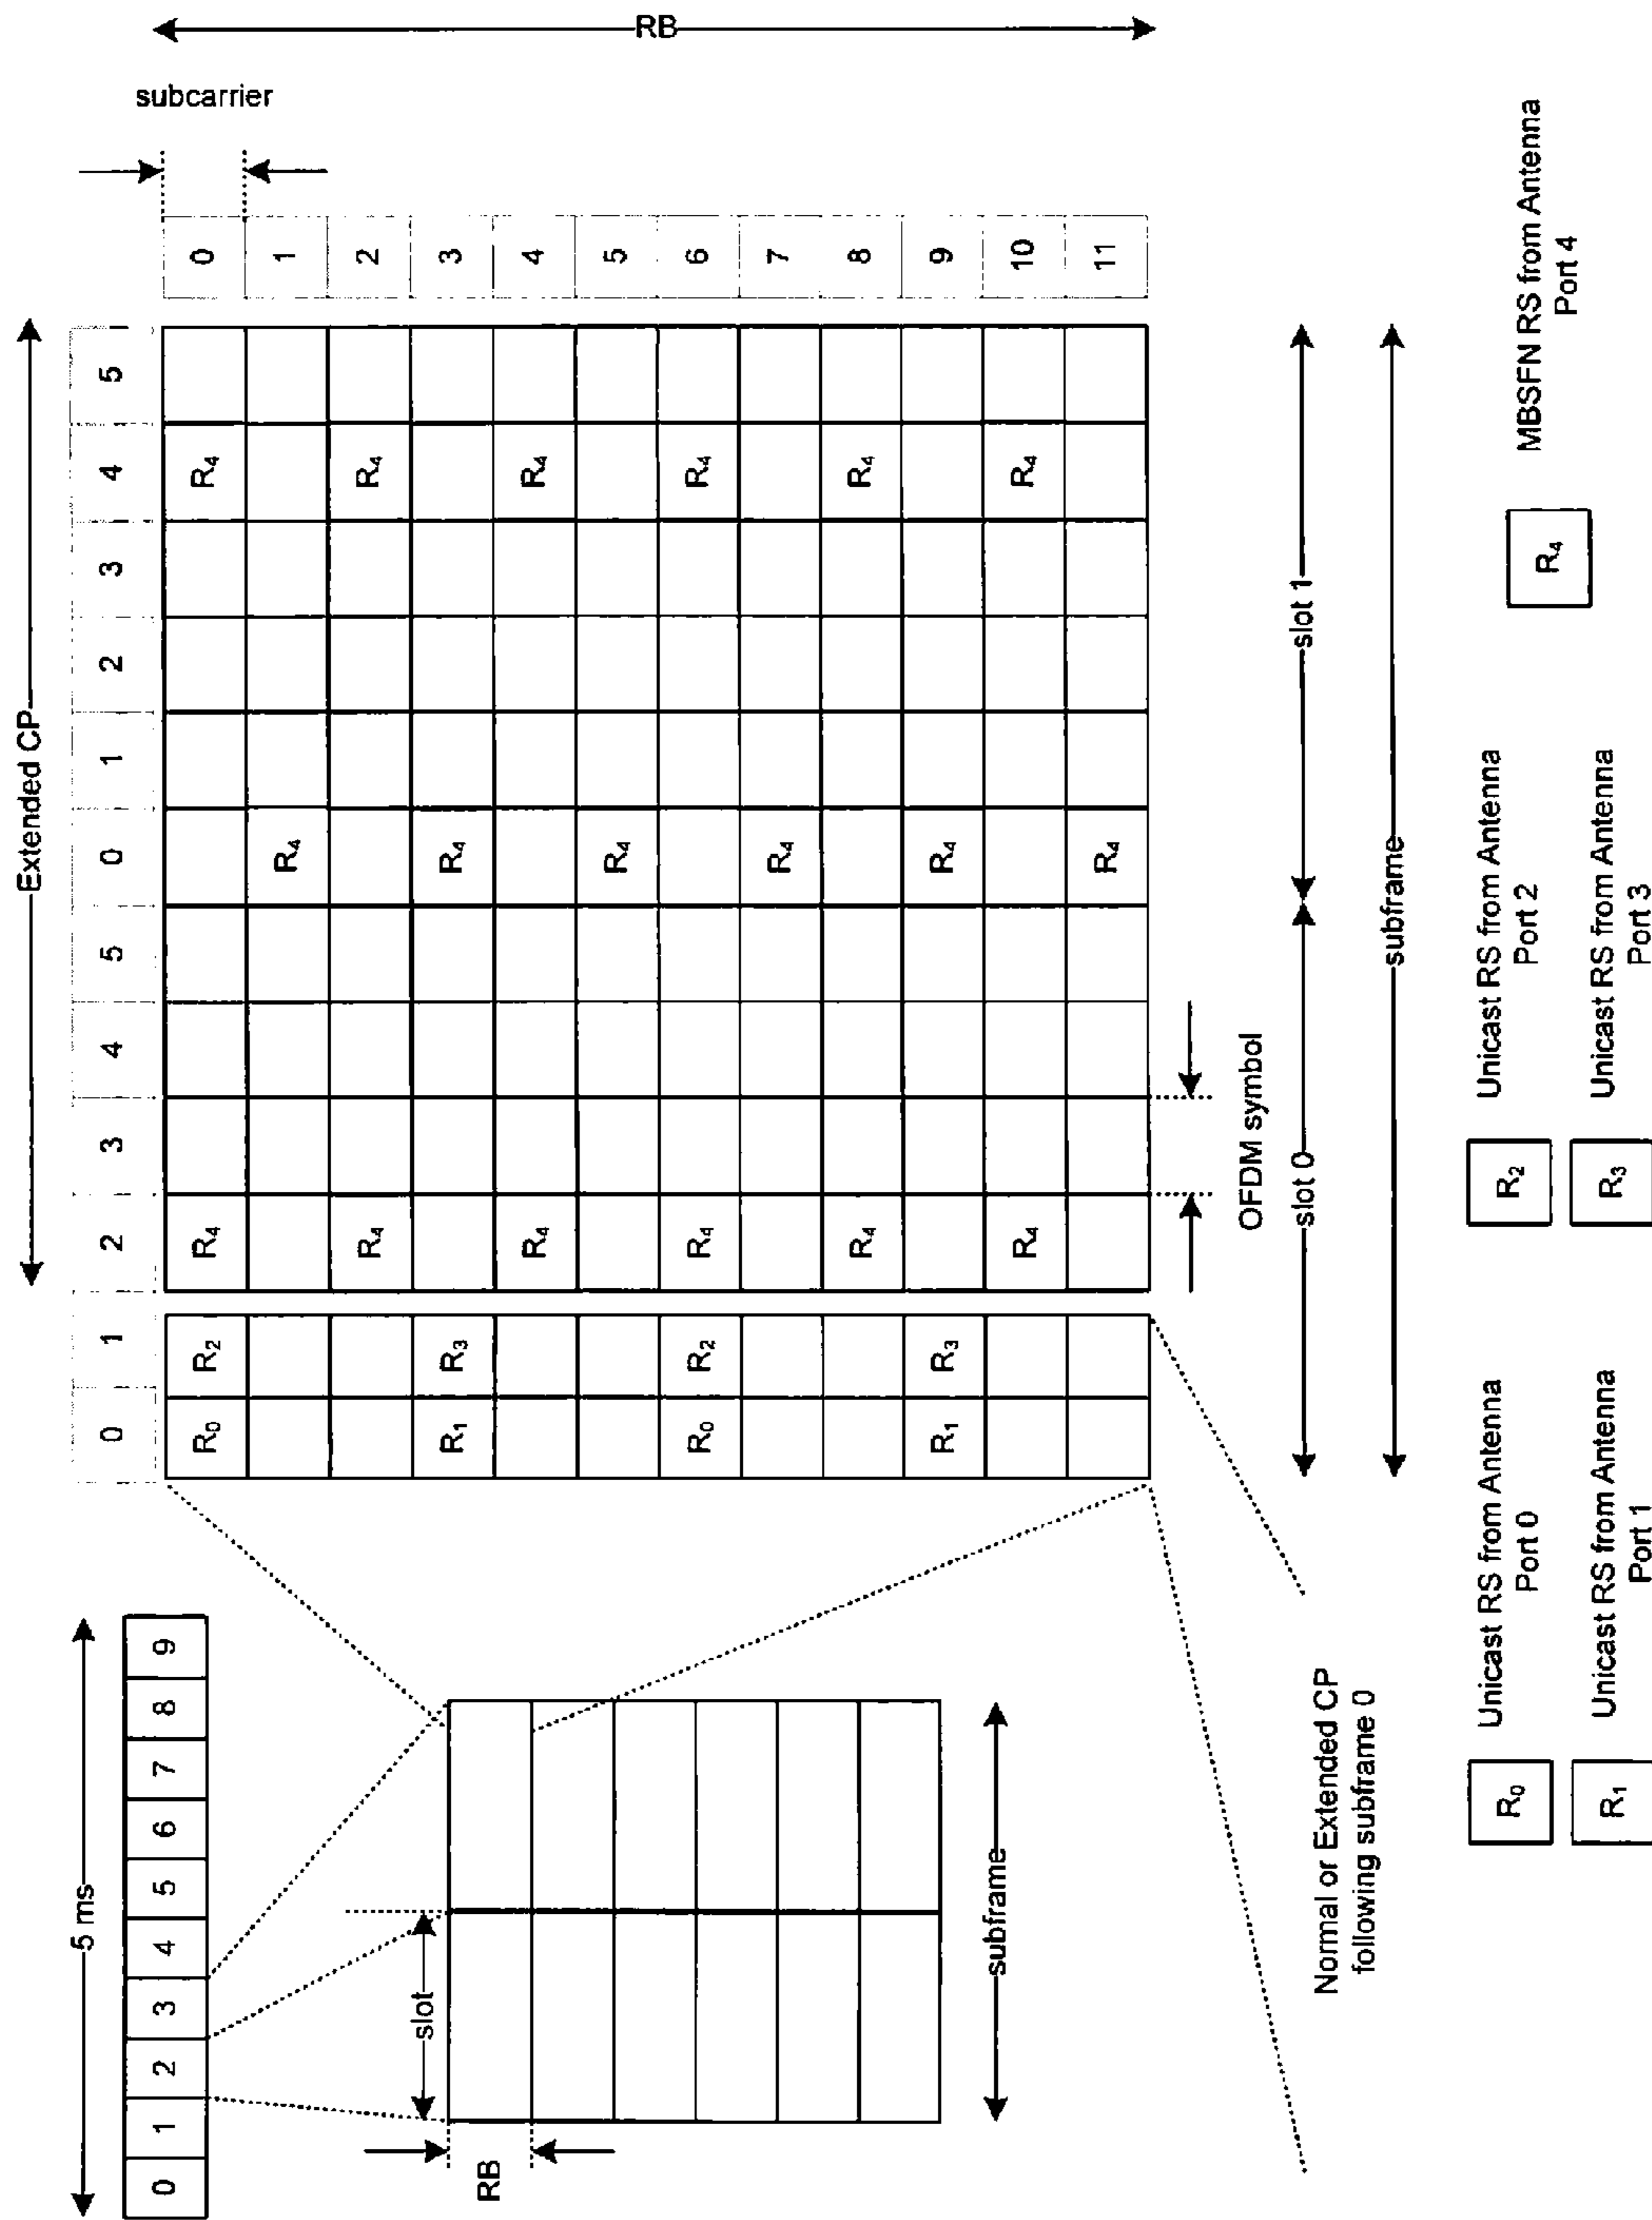 5 ms
0 1 2 3 4 5 6 7 8 9
RB
slot
subframe
Extended CP
0 1 2 3 4 5 0 1 2 3 4 5
subcarrier
RB
R0 R2 R4 R4 0
R4 1
R4 R4 2
R1 R3 R4 3
R4 R4 4
R4 5
R0 R2 R4 R4 6
R4 7
R4 R4 8
R1 R3 R4 9
R4 R4 10
R4 11
OFDM symbol
slot 0
slot 1
subframe
Normal or Extended CP
following subframe 0
R0
Unicast RS from Antenna
Port 0
R1
Unicast RS from Antenna
Port 1
R2
Unicast RS from Antenna
Port 2
R3
Unicast RS from Antenna
Port 3
R4
MBSFN RS from Antenna
Port 4